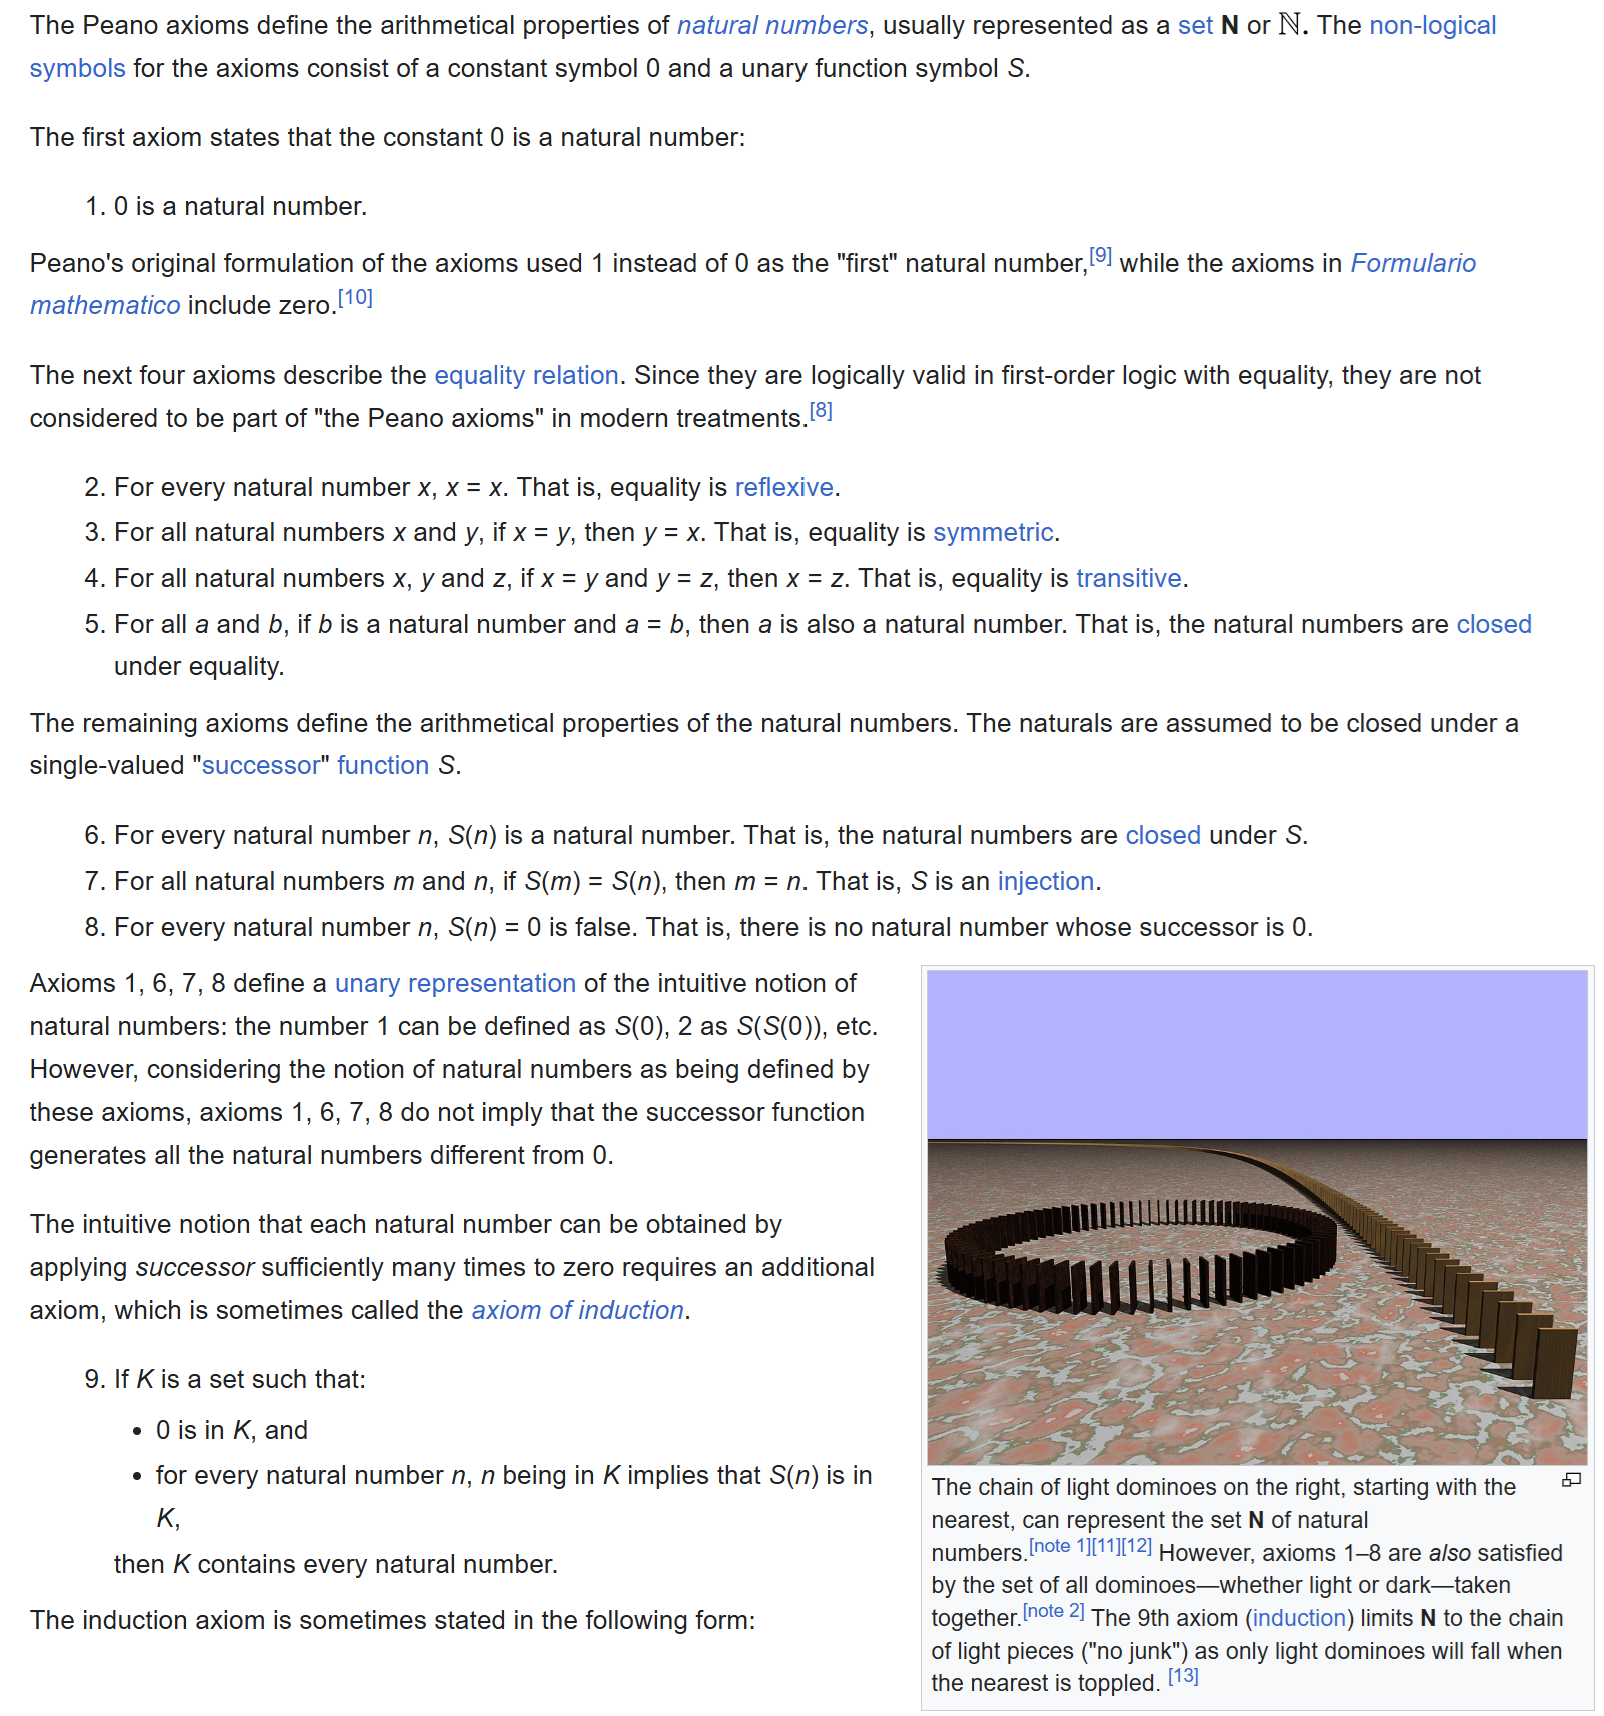 The Peano axioms define the arithmetical properties of natural numbers, usually represented as a set N or ℕ. The non-logical
symbols for the axioms consist of a constant symbol 0 and a unary function symbol S.
The first axiom states that the constant 0 is a natural number:
1. 0 is a natural number.
Peano's original formulation of the axioms used 1 instead of 0 as the "first" natural number,[9] while the axioms in Formulario
mathematico include zero.[10]
The next four axioms describe the equality relation. Since they are logically valid in first-order logic with equality, they are not
considered to be part of "the Peano axioms" in modern treatments.[8]
2. For every natural number x, x = x. That is, equality is reflexive.
3. For all natural numbers x and y, if x = y, then y = x. That is, equality is symmetric.
4. For all natural numbers x, y and z, if x = y and y = z, then x = z. That is, equality is transitive.
5. For all a and b, if b is a natural number and a = b, then a is also a natural number. That is, the natural numbers are closed
under equality.
The remaining axioms define the arithmetical properties of the natural numbers. The naturals are assumed to be closed under a
single-valued "successor" function S.
6. For every natural number n, S(n) is a natural number. That is, the natural numbers are closed under S.
7. For all natural numbers m and n, if S(m) = S(n), then m = n. That is, S is an injection.
8. For every natural number n, S(n) = 0 is false. That is, there is no natural number whose successor is 0.
Axioms 1, 6, 7, 8 define a unary representation of the intuitive notion of
natural numbers: the number 1 can be defined as S(0), 2 as S(S(0)), etc.
However, considering the notion of natural numbers as being defined by
these axioms, axioms 1, 6, 7, 8 do not imply that the successor function
generates all the natural numbers different from 0.
The intuitive notion that each natural number can be obtained by
applying successor sufficiently many times to zero requires an additional
axiom, which is sometimes called the axiom of induction.
9. If K is a set such that:
• 0 is in K, and
• for every natural number n, n being in K implies that S(n) is in
K,
then K contains every natural number.
The induction axiom is sometimes stated in the following form:
The chain of light dominoes on the right, starting with the
nearest, can represent the set N of natural
numbers.[note 1][11][12] However, axioms 1–8 are also satisfied
by the set of all dominoes—whether light or dark—taken
together.[note 2] The 9th axiom (induction) limits N to the chain
of light pieces ("no junk") as only light dominoes will fall when
the nearest is toppled. [13]